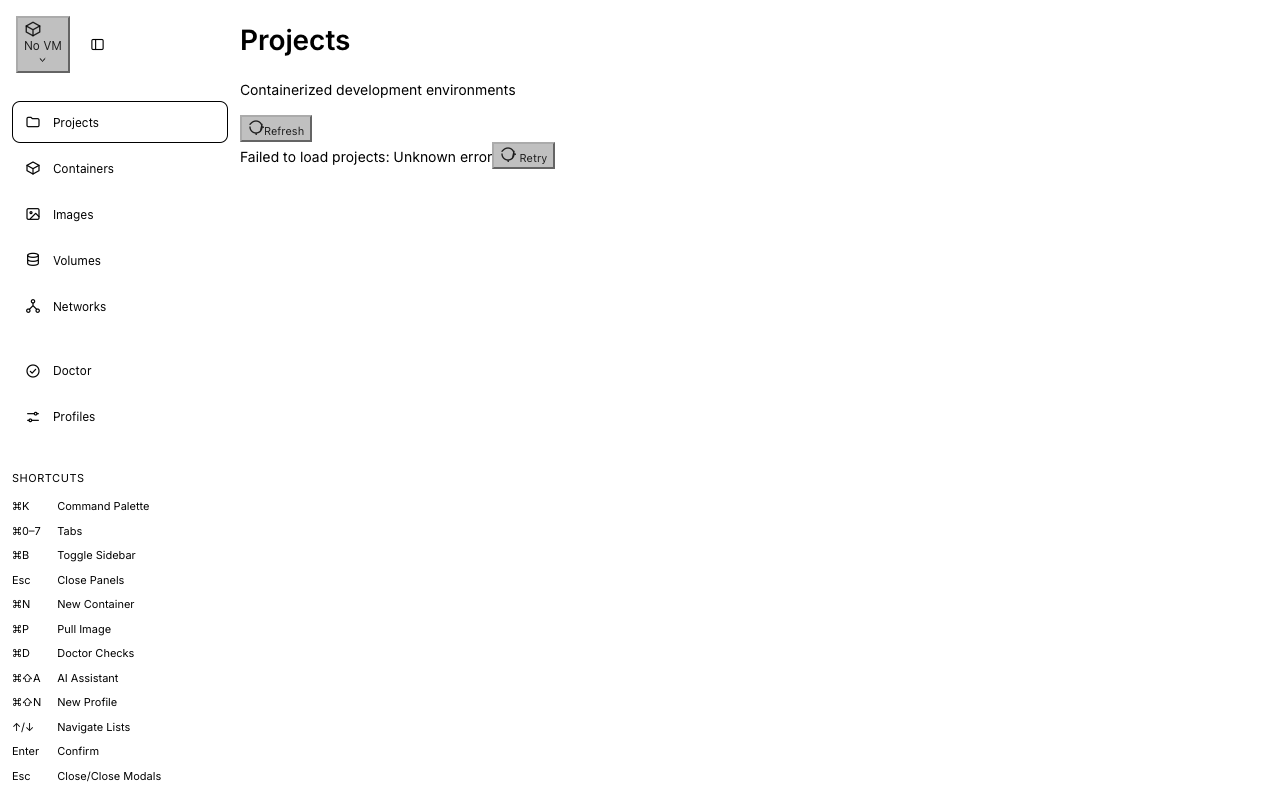 No VM
Projects
Containers
Images
Volumes
Networks
Doctor
Profiles
SHORTCUTS
⌘K Command Palette
⌘0–7 Tabs
⌘B Toggle Sidebar
Esc Close Panels
⌘N New Container
⌘P Pull Image
⌘D Doctor Checks
⌘⇧A AI Assistant
⌘⇧N New Profile
↑/↓ Navigate Lists
Enter Confirm
Esc Close/Close Modals
Projects
Containerized development environments
Refresh
Failed to load projects: Unknown error Retry